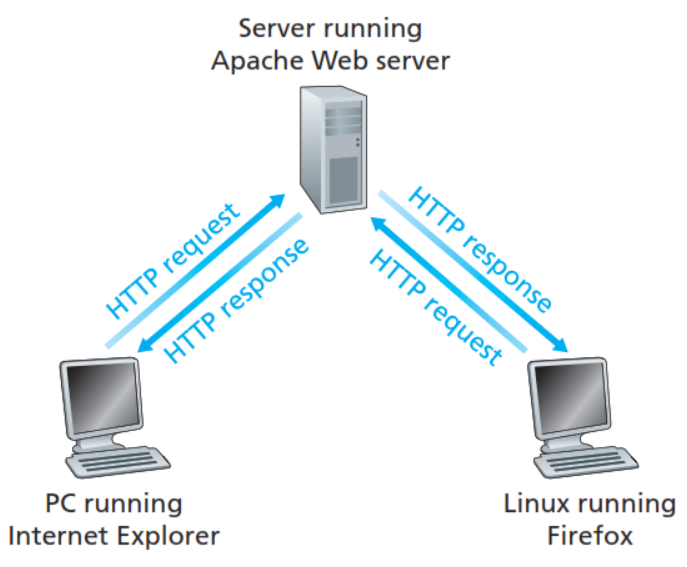 Server running
Apache Web server
HTTP request
HTTP response
HTTP response
HTTP request
PC running
Internet Explorer
Linux running
Firefox